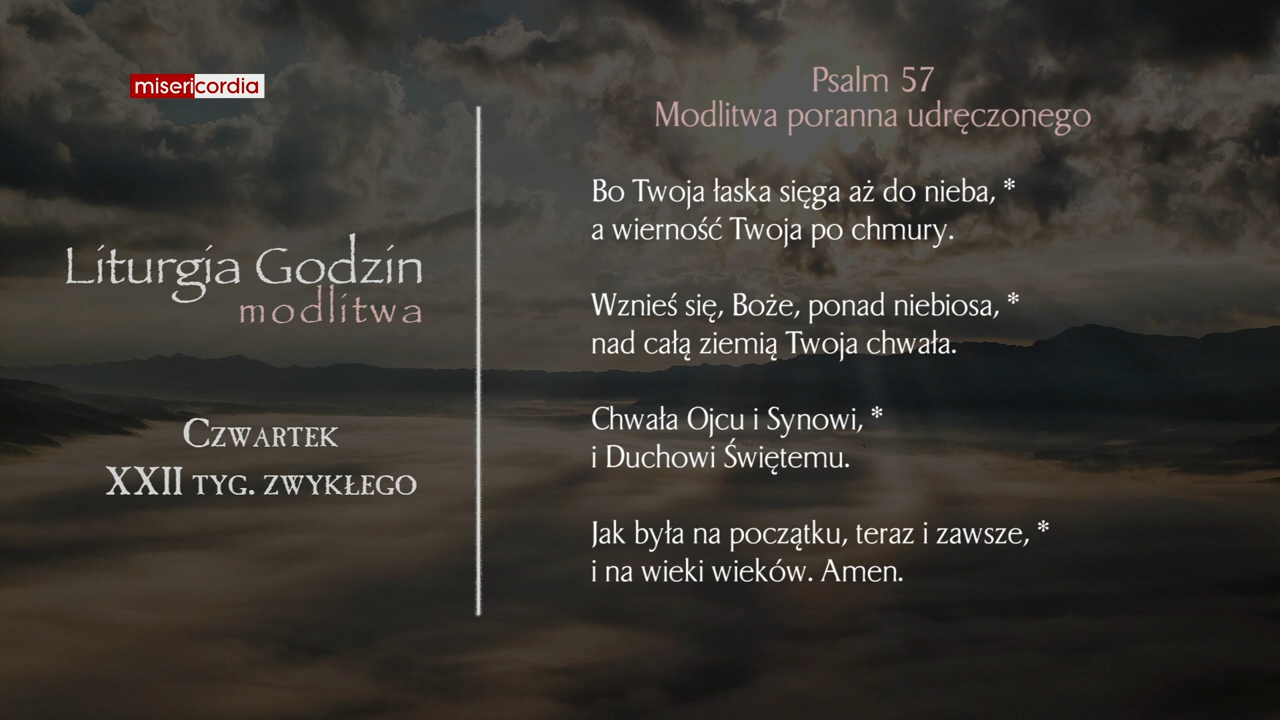 misericordia
Liturgia Godzin
modlitwa
Czwartek
XXII tyg. zwykłego
Psalm 57
Modlitwa poranna udręczonego
Bo Twoja łaska sięga aż do nieba, *
a wierność Twoja po chmury.
Wznieś się, Boże, ponad niebiosa, *
nad całą ziemią Twoja chwała.
Chwała Ojcu i Synowi, *
i Duchowi Świętemu.
Jak była na początku, teraz i zawsze, *
i na wieki wieków. Amen.